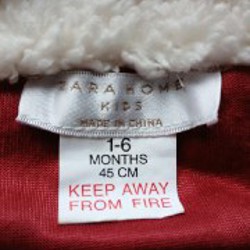 ZARA HOME
KIDS
MADE IN CHINA
1-6
MONTHS
45 CM
KEEP AWAY
FROM FIRE